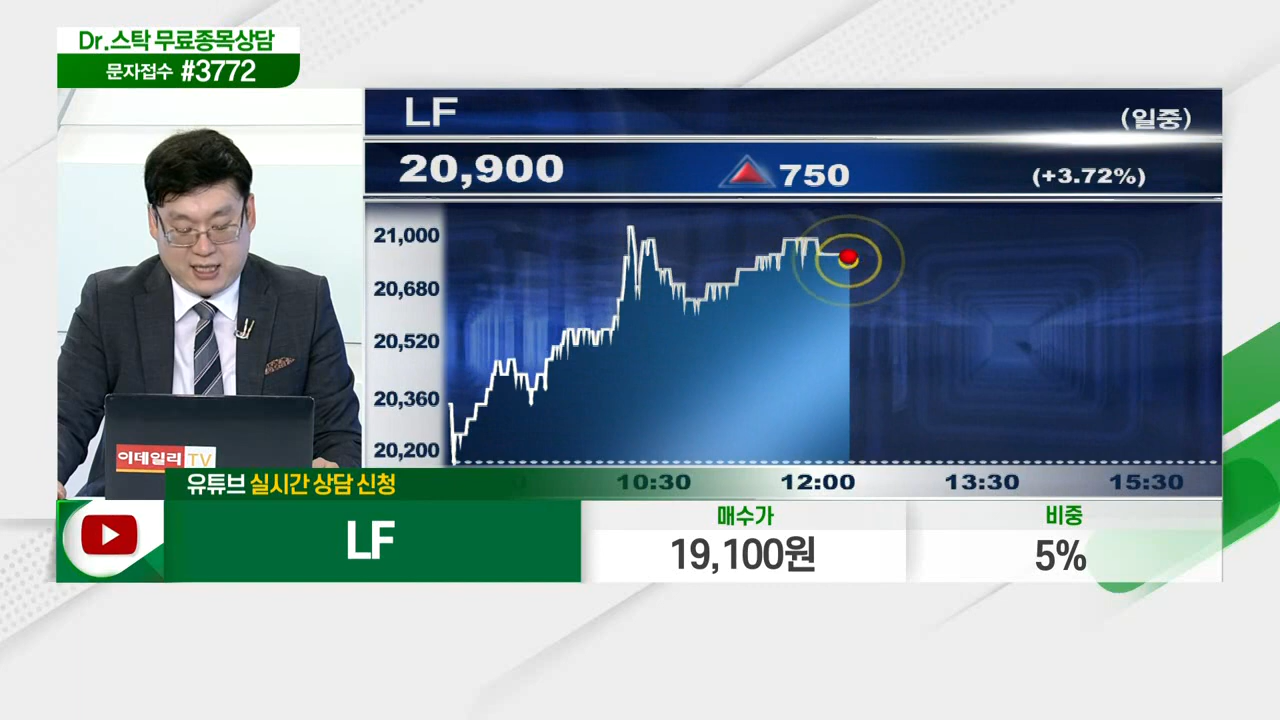 Dr.스탁 무료종목상담
문자접수 #3772
LF
(일중)
20,900
750
(+3.72%)
21,000
20,680
20,520
20,360
20,200
10:30
12:00
13:30
15:30
이데일리 TV
유튜브 실시간 상담 신청
LF
매수가
19,100원
비중
5%